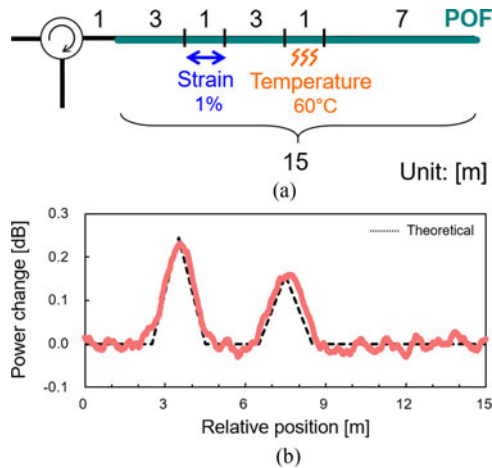 1 3 1 3 1 7 POF
Strain
1%
Temperature
60°C
15
Unit: [m]
(a)
0.3
0.2
0.1
0.0
-0.1
Power change [dB]
Theoretical
0 3 6 9 12 15
Relative position [m]
(b)